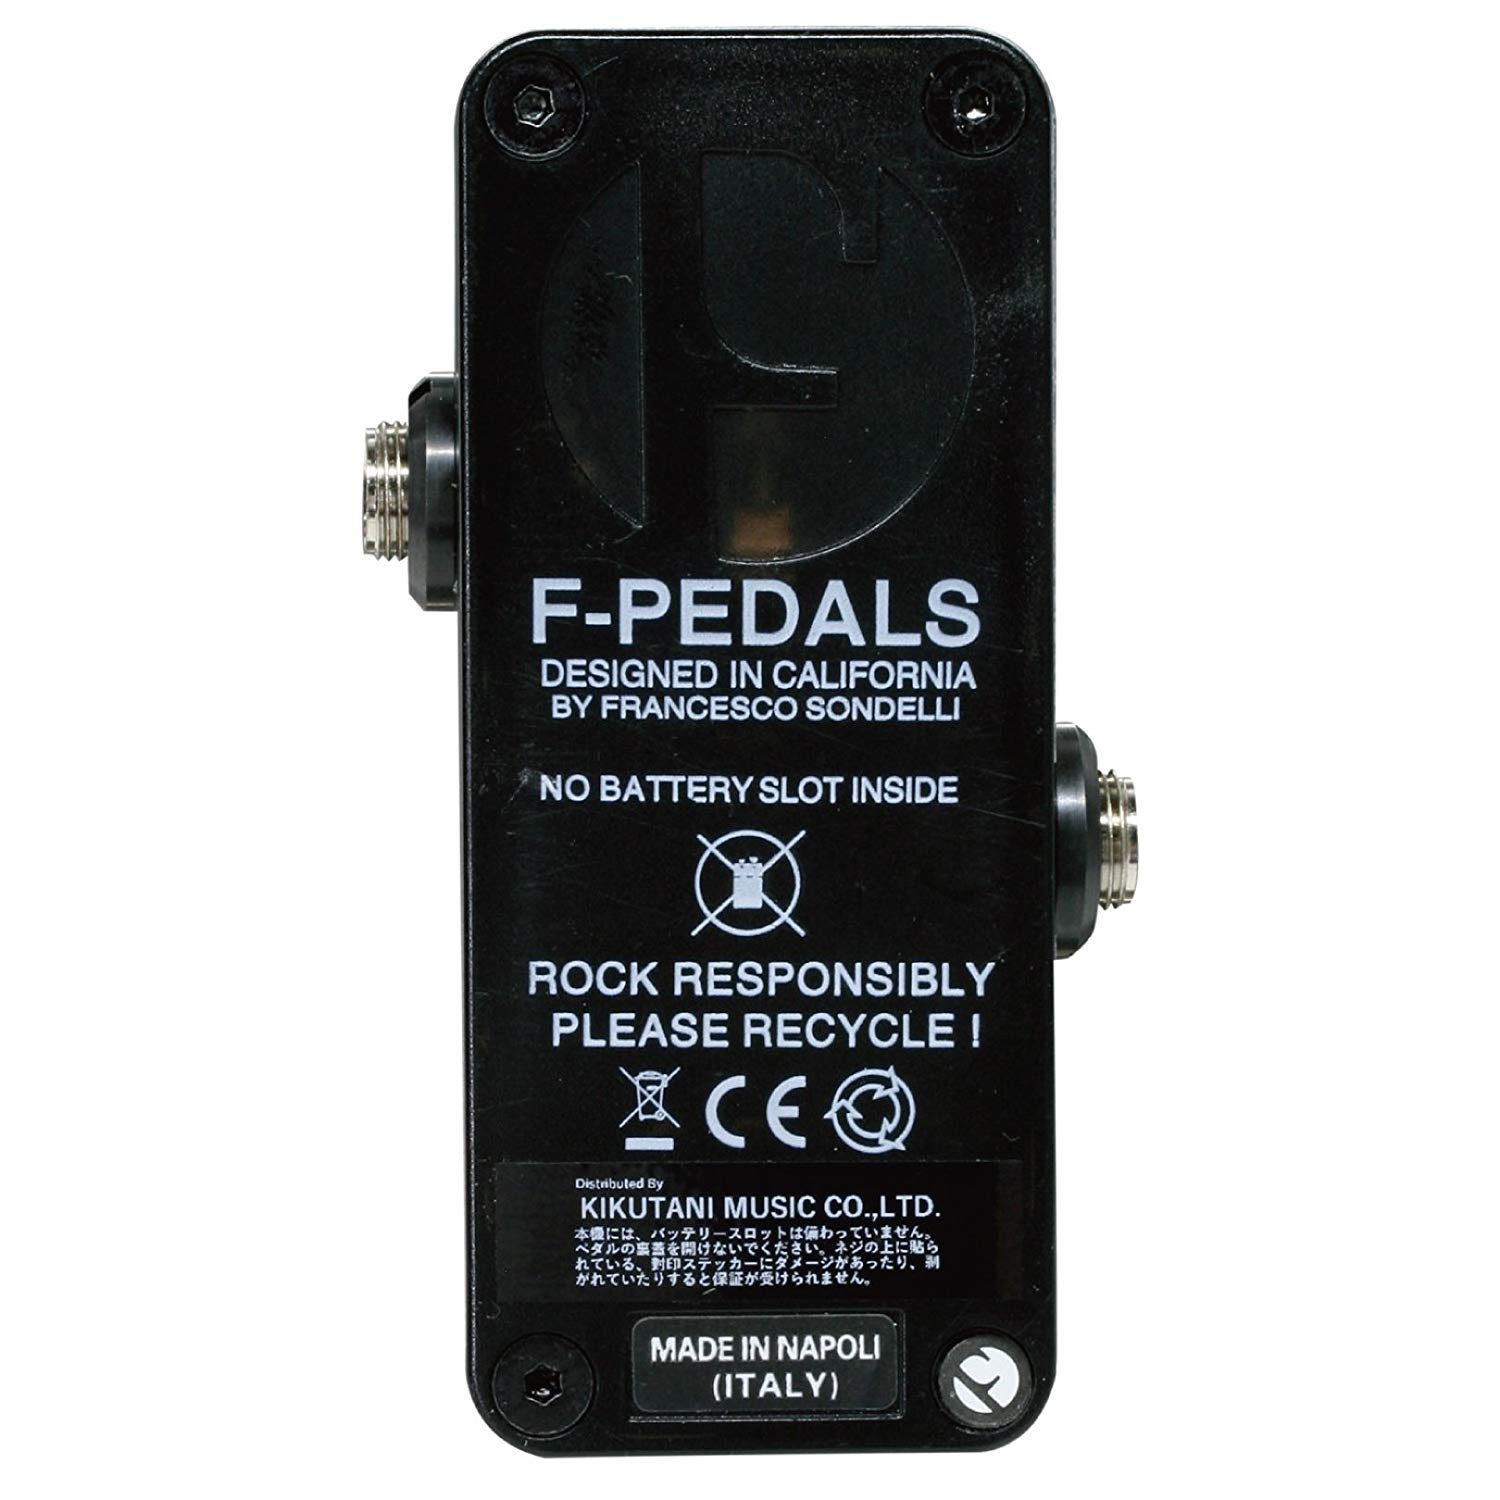 F-PEDALS
DESIGNED IN CALIFORNIA
BY FRANCESCO SONDELLI
NO BATTERY SLOT INSIDE
ROCK RESPONSIBLY
PLEASE RECYCLE !
CE
Distributed By
KIKUTANI MUSIC CO.,LTD.
本機には、バッテリースロットは備わっていません。
ペダルの裏蓋を開けないでください。ネジの上に貼ら
れている、封印ステッカーにダメージがあったり、剥
がれていたりすると保証が受けられません。
MADE IN NAPOLI
(ITALY)